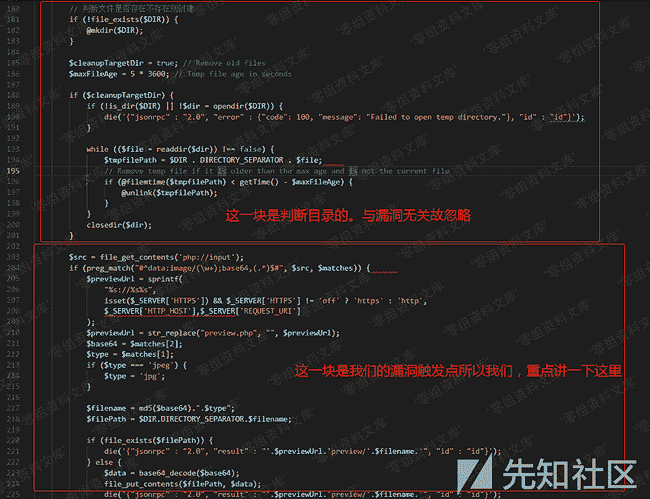 180 // 判断文件是否存在不存在则创建
181 if (!file_exists($DIR)) {
182 @mkdir($DIR);
183 }
184
185 $cleanupTargetDir = true; // Remove old files
186 $maxFileAge = 5 * 3600; // Temp file age in seconds
187
188 if ($cleanupTargetDir) {
189 if (!is_dir($DIR) || !$dir = opendir($DIR)) {
190 die('{"jsonrpc" : "2.0", "error" : {"code": 100, "message": "Failed to open temp directory."}, "id" : "id"}');
191 }
192
193 while (($file = readdir($dir)) !== false) {
194 $tmpfilePath = $DIR . DIRECTORY_SEPARATOR . $file;
195 // Remove temp file if it is older than the max age and is not the current file
196 if (@filemtime($tmpfilePath) < getTime() - $maxFileAge) {
197 @unlink($tmpfilePath);
198 }
199 }
200 closedir($dir);
201 }
这一块是判断目录的。与漏洞无关故忽略
202
203 $src = file_get_contents('php://input');
204 if (preg_match("#^data:image/(\w+);base64,(.*)$#", $src, $matches)) {
205 $previewUrl = sprintf(
206 "%s://%s%s",
207 isset($_SERVER['HTTPS']) && $_SERVER['HTTPS'] != 'off' ? 'https' : 'http',
208 $_SERVER['HTTP_HOST'],$_SERVER['REQUEST_URI']
209 );
210 $previewUrl = str_replace("preview.php", "", $previewUrl);
211 $base64 = $matches[2];
212 $type = $matches[1];
213 if ($type === 'jpeg') {
214 $type = 'jpg';
215 }
这一块是我们的漏洞触发点所以我们，重点讲一下这里
216
217 $filename = md5($base64).".$type";
218 $filePath = $DIR.DIRECTORY_SEPARATOR.$filename;
219
220 if (file_exists($filePath)) {
221 die('{"jsonrpc" : "2.0", "result" : "'.$previewUrl.'preview/'.$filename.'", "id" : "id"}');
222 } else {
223 $data = base64_decode($base64);
224 file_put_contents($filePath, $data);
225 die('{"jsonrpc" : "2.0", "result" : "'.$previewUrl.'preview/'.$filename.'", "id" : "id"}');
先知社区
零组资料文库